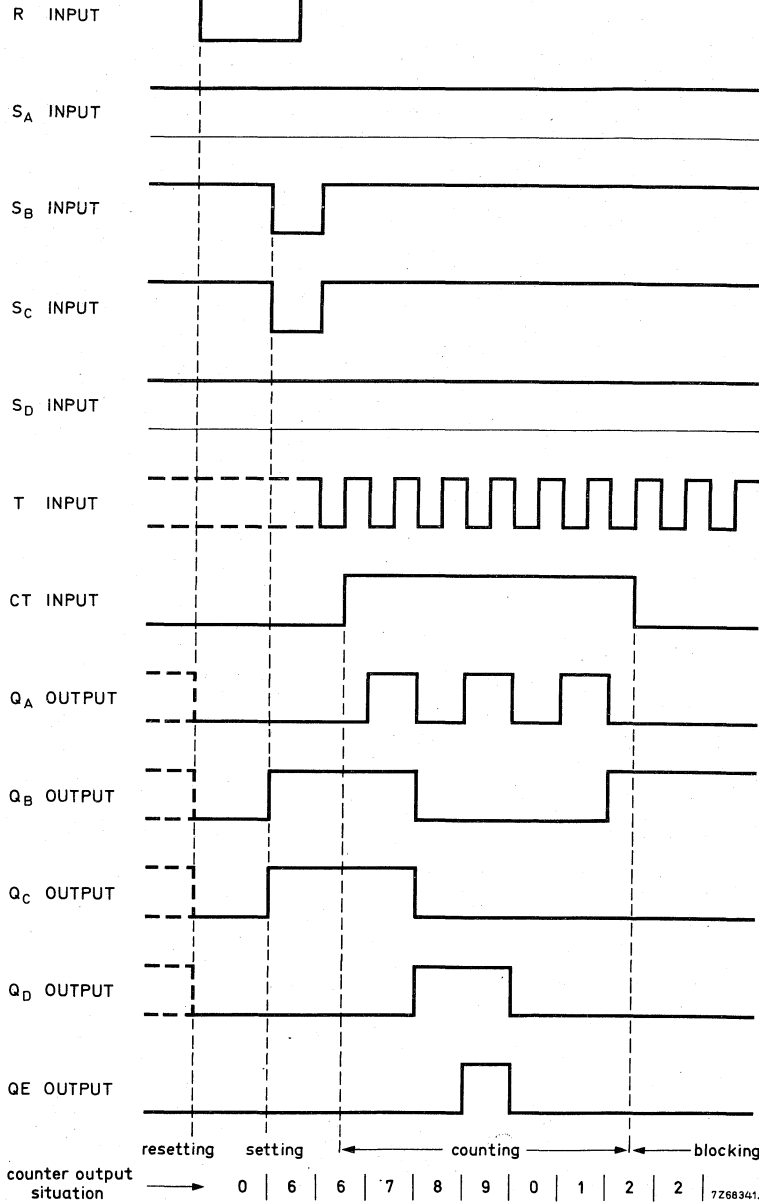 R INPUT
S_A INPUT
S_B INPUT
S_C INPUT
S_D INPUT
T INPUT
CT INPUT
Q_A OUTPUT
Q_B OUTPUT
Q_C OUTPUT
Q_D OUTPUT
QE OUTPUT
resetting setting counting blocking
counter output situation 0 6 6 7 8 9 0 1 2 2
7Z68341.